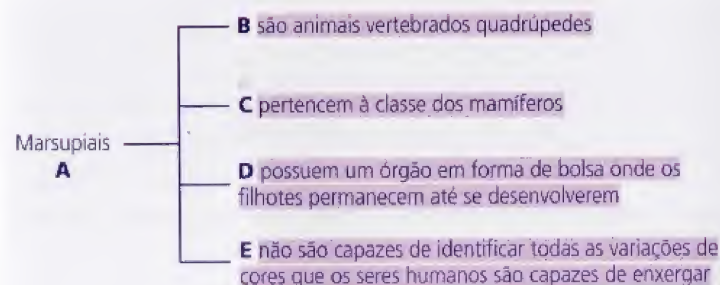 B são animais vertebrados quadrúpedes
C pertencem à classe dos mamíferos
Marsupiais
A
D possuem um órgão em forma de bolsa onde os
filhotes permanecem até se desenvolverem
E não são capazes de identificar todas as variações de
cores que os seres humanos são capazes de enxergar